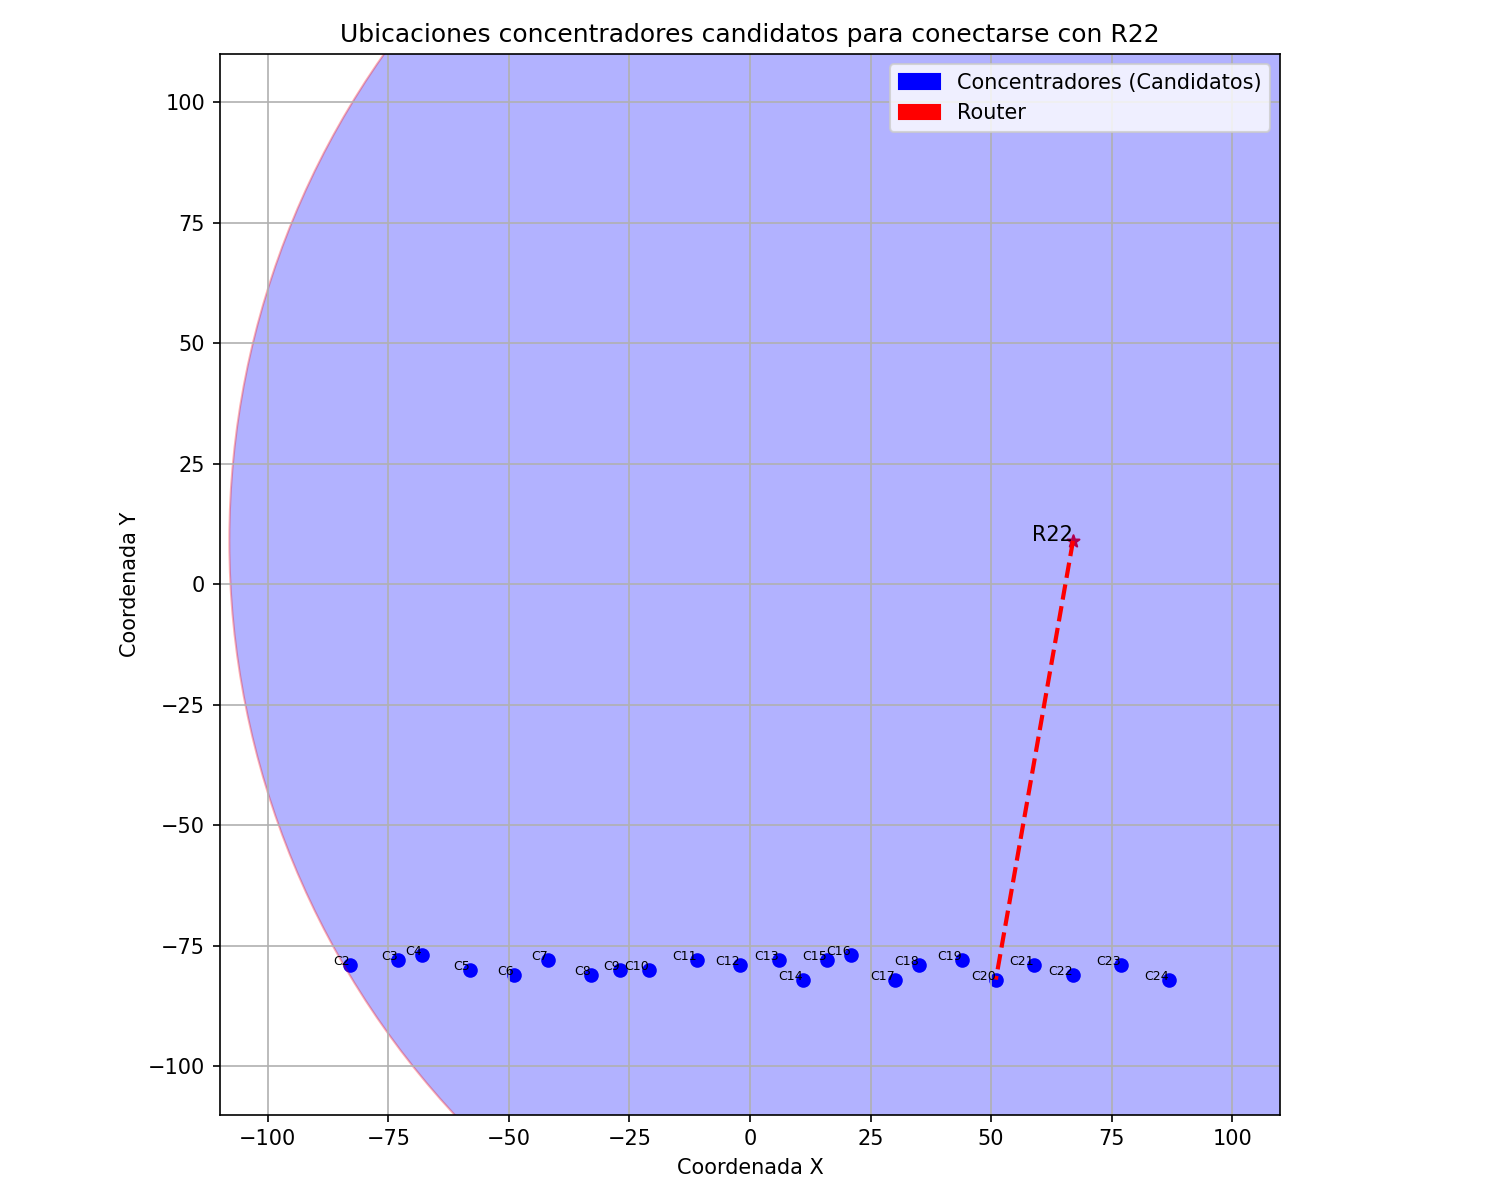 Ubicaciones concentradores candidatos para conectarse con R22
Concentradores (Candidatos)
Router
100
75
50
25
0
−25
−50
−75
−100
Coordenada Y
R22
C2
C3
C4
C5
C6
C7
C8
C9
C10
C11
C12
C13
C14
C15
C16
C17
C18
C19
C20
C21
C22
C23
C24
−100
−75
−50
−25
0
25
50
75
100
Coordenada X